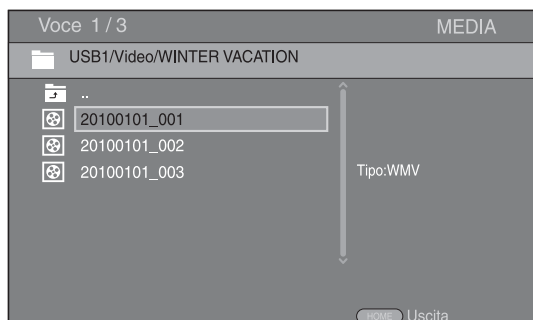 Voce 1 / 3 MEDIA
USB1/Video/WINTER VACATION
..
20100101_001
20100101_002
20100101_003
Tipo:WMV
HOME Uscita